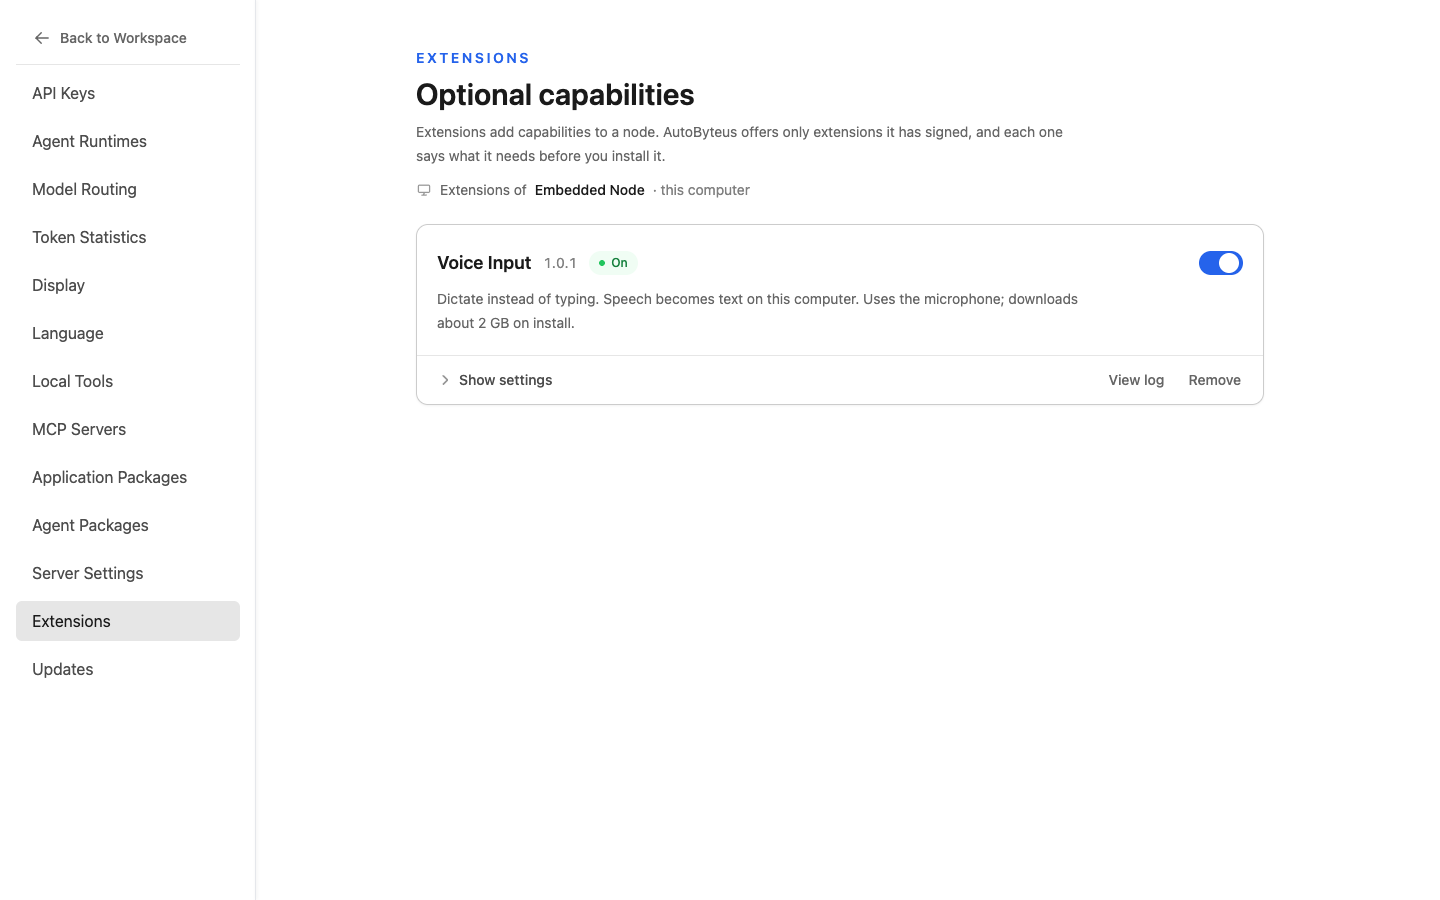 Back to Workspace
API Keys
Agent Runtimes
Model Routing
Token Statistics
Display
Language
Local Tools
MCP Servers
Application Packages
Agent Packages
Server Settings
Extensions
Updates
EXTENSIONS
Optional capabilities
Extensions add capabilities to a node. AutoByteus offers only extensions it has signed, and each one
says what it needs before you install it.
Extensions of Embedded Node · this computer
Voice Input 1.0.1 On
Dictate instead of typing. Speech becomes text on this computer. Uses the microphone; downloads
about 2 GB on install.
Show settings View log Remove